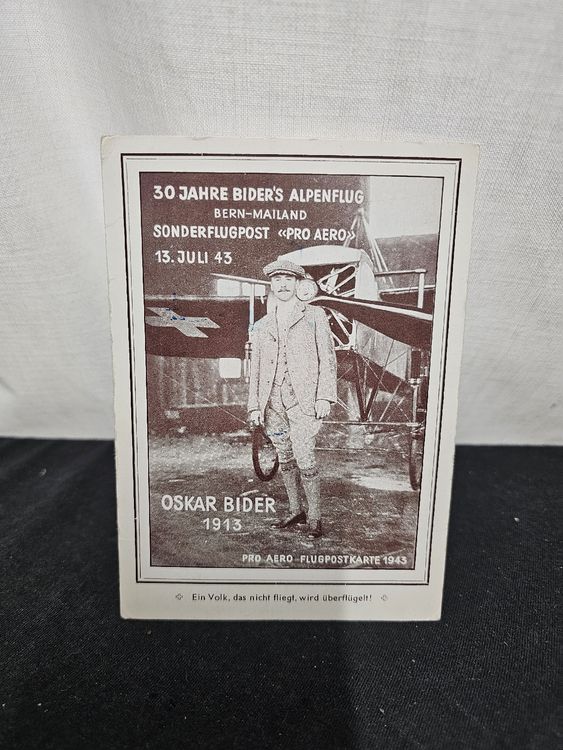 30 JAHRE BIDER'S ALPENFLUG
BERN-MAILAND
SONDERFLUGPOST «PRO AERO»
13. JULI 43
OSKAR BIDER
1913
PRO AERO FLUGPOSTKARTE 1943
Ein Volk, das nicht fliegt, wird überflügelt!